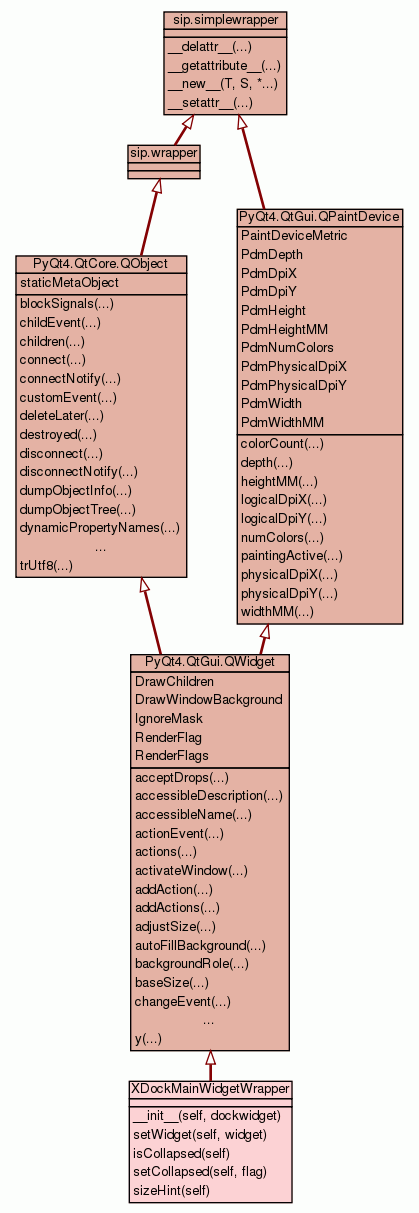 sip.simplewrapper
__delattr__(...)
__getattribute__(...)
__new__(T, S, *...)
__setattr__(...)
sip.wrapper
PyQt4.QtGui.QPaintDevice
PaintDeviceMetric
PdmDepth
PdmDpiX
PdmDpiY
PdmHeight
PdmHeightMM
PdmNumColors
PdmPhysicalDpiX
PdmPhysicalDpiY
PdmWidth
PdmWidthMM
colorCount(...)
depth(...)
heightMM(...)
logicalDpiX(...)
logicalDpiY(...)
numColors(...)
paintingActive(...)
physicalDpiX(...)
physicalDpiY(...)
widthMM(...)
PyQt4.QtCore.QObject
staticMetaObject
blockSignals(...)
childEvent(...)
children(...)
connect(...)
connectNotify(...)
customEvent(...)
deleteLater(...)
destroyed(...)
disconnect(...)
disconnectNotify(...)
dumpObjectInfo(...)
dumpObjectTree(...)
dynamicPropertyNames(...)
...
trUtf8(...)
PyQt4.QtGui.QWidget
DrawChildren
DrawWindowBackground
IgnoreMask
RenderFlag
RenderFlags
acceptDrops(...)
accessibleDescription(...)
accessibleName(...)
actionEvent(...)
actions(...)
activateWindow(...)
addAction(...)
addActions(...)
adjustSize(...)
autoFillBackground(...)
backgroundRole(...)
baseSize(...)
changeEvent(...)
...
y(...)
XDockMainWidgetWrapper
__init__(self, dockwidget)
setWidget(self, widget)
isCollapsed(self)
setCollapsed(self, flag)
sizeHint(self)